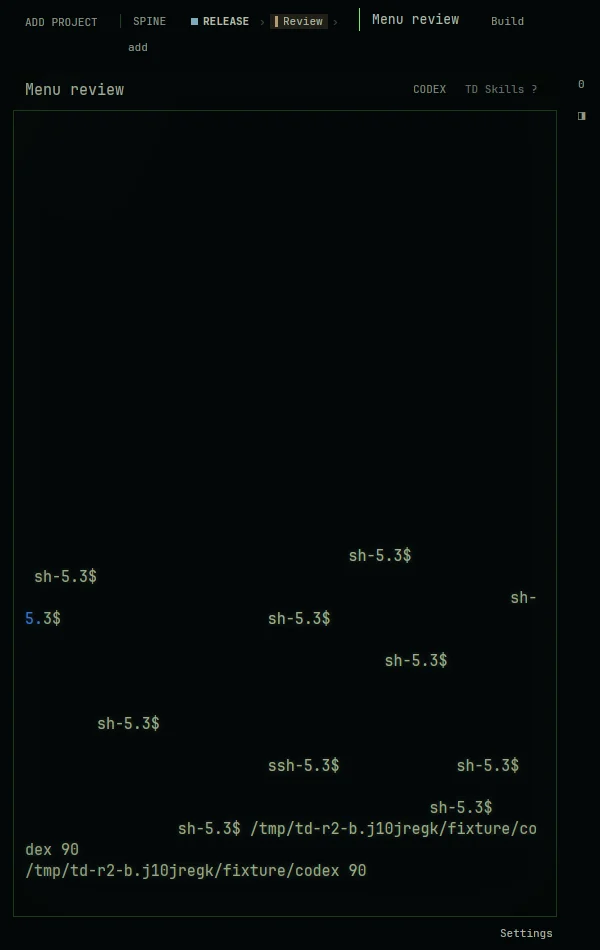 ADD PROJECT SPINE RELEASE › Review › Menu review Build
add
Menu review CODEX TD Skills ?
0
sh-5.3$
sh-5.3$
sh-
5.3$ sh-5.3$
sh-5.3$
sh-5.3$
ssh-5.3$ sh-5.3$
sh-5.3$
sh-5.3$ /tmp/td-r2-b.j10jregk/fixture/co
dex 90
/tmp/td-r2-b.j10jregk/fixture/codex 90
Settings